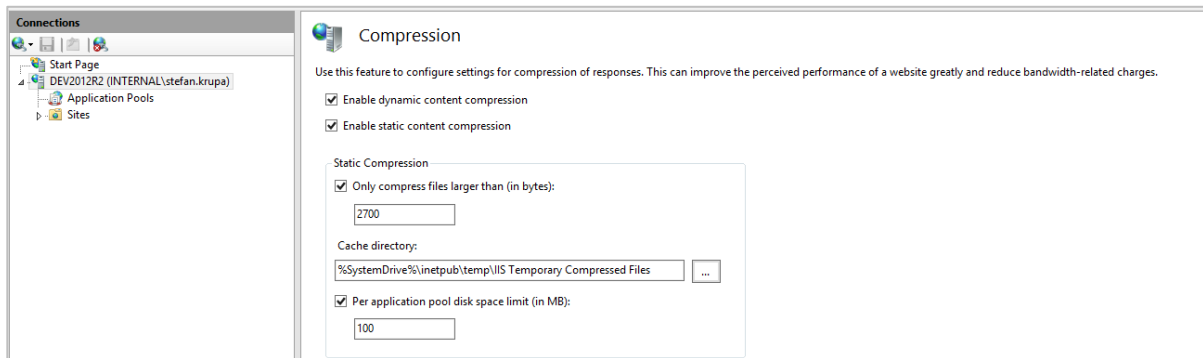 Connections
Start Page
DEV2012R2 (INTERNAL\stefan.krupa)
Application Pools
Sites
Compression
Use this feature to configure settings for compression of responses. This can improve the perceived performance of a website greatly and reduce bandwidth-related charges.
Enable dynamic content compression
Enable static content compression
Static Compression
Only compress files larger than (in bytes):
2700
Cache directory:
%SystemDrive%\inetpub\temp\IIS Temporary Compressed Files
...
Per application pool disk space limit (in MB):
100